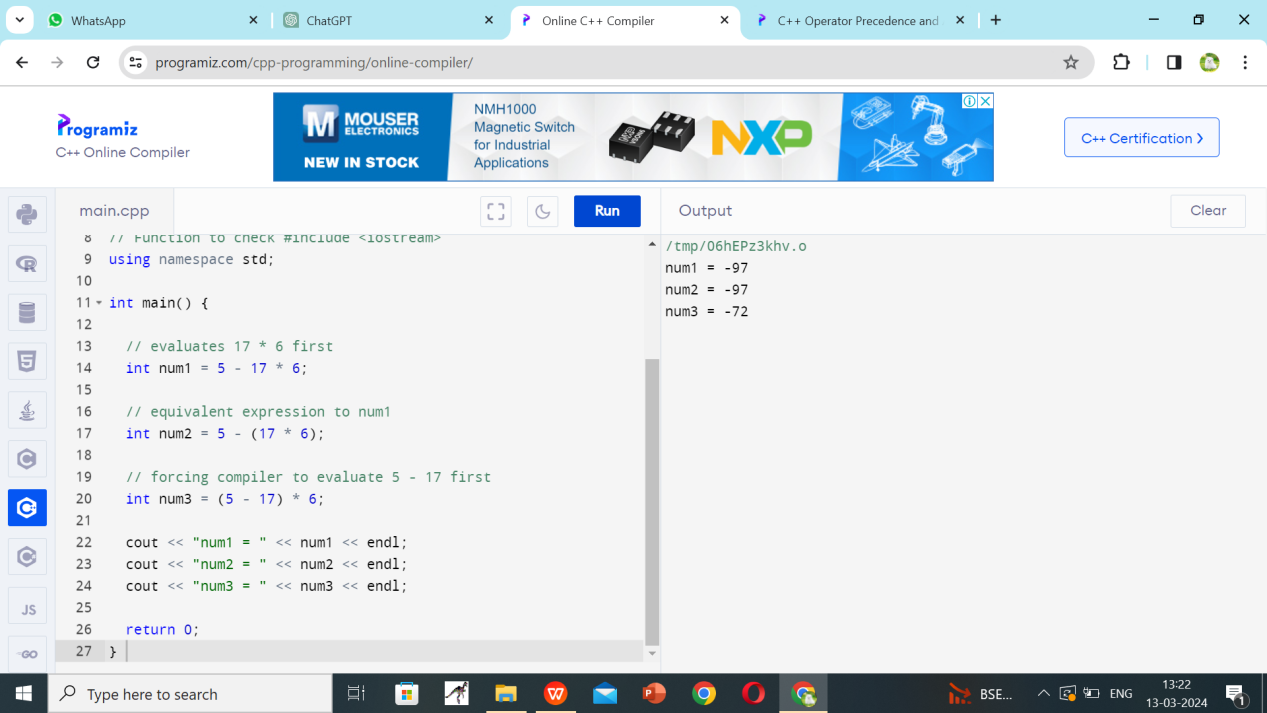 WhatsApp
ChatGPT
Online C++ Compiler
C++ Operator Precedence and
programiz.com/cpp-programming/online-compiler/
Programiz
C++ Online Compiler
M MOUSER ELECTRONICS
NEW IN STOCK
NMH1000
Magnetic Switch
for Industrial
Applications
NXP
C++ Certification >
main.cpp
Run
Output
Clear
8 // Function to check #include <iostream>
9 using namespace std;
10
11 int main() {
12
13 // evaluates 17 * 6 first
14 int num1 = 5 - 17 * 6;
15
16 // equivalent expression to num1
17 int num2 = 5 - (17 * 6);
18
19 // forcing compiler to evaluate 5 - 17 first
20 int num3 = (5 - 17) * 6;
21
22 cout << "num1 = " << num1 << endl;
23 cout << "num2 = " << num2 << endl;
24 cout << "num3 = " << num3 << endl;
25
26 return 0;
27 }
/tmp/O6hEPz3khv.o
num1 = -97
num2 = -97
num3 = -72
JS
GO
Type here to search
BSE...
ENG
13:22
13-03-2024
1